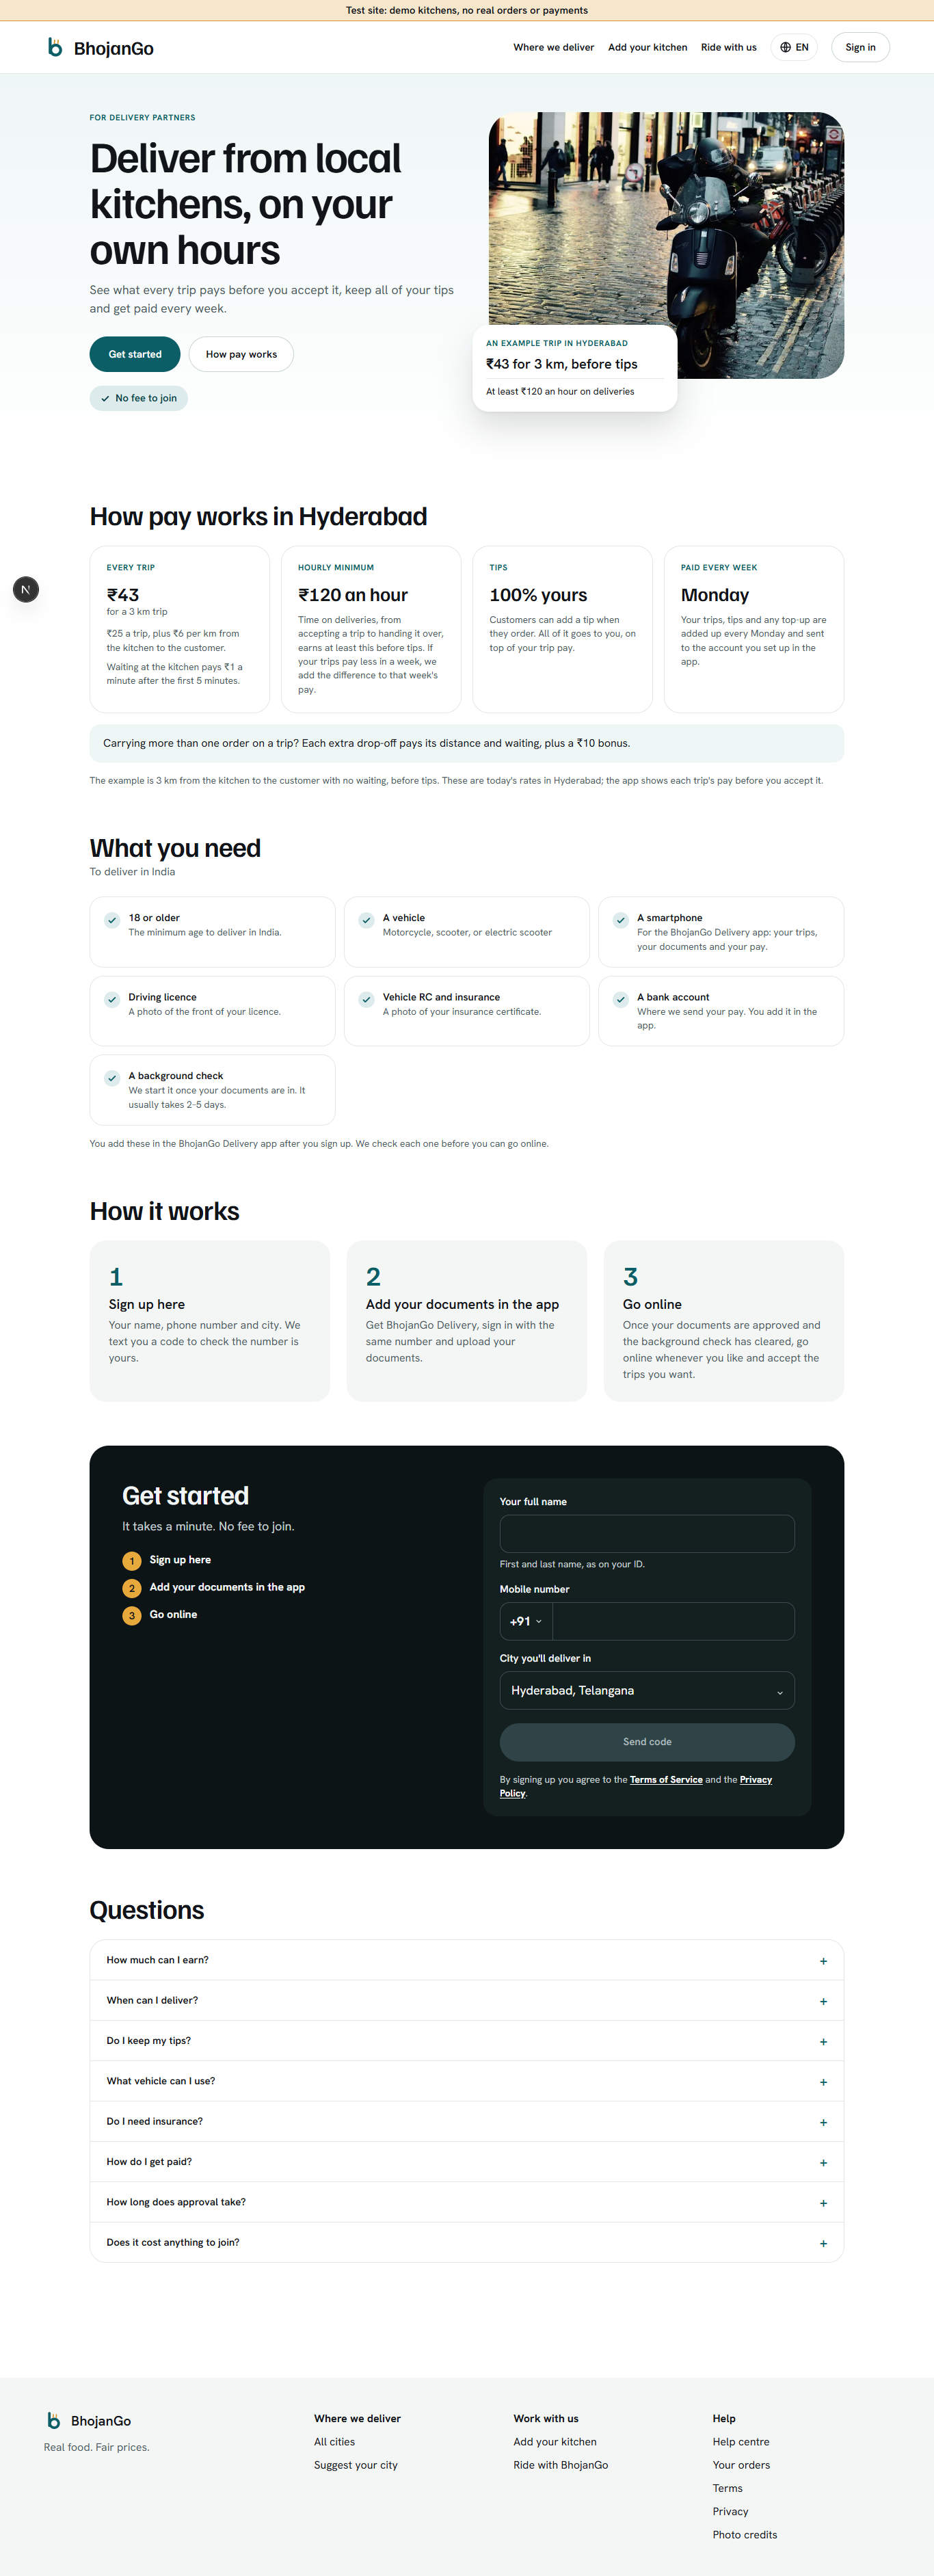 Test site: demo kitchens, no real orders or payments
BhojanGo
Where we deliver
Add your kitchen
Ride with us
EN
Sign in
FOR DELIVERY PARTNERS
Deliver from local
kitchens, on your
own hours
See what every trip pays before you accept it, keep all of your tips
and get paid every week.
Get started
How pay works
No fee to join
AN EXAMPLE TRIP IN HYDERABAD
₹43 for 3 km, before tips
At least ₹120 an hour on deliveries
How pay works in Hyderabad
EVERY TRIP
₹43
for a 3 km trip
₹25 a trip, plus ₹6 per km from
the kitchen to the customer.
Waiting at the kitchen pays ₹1 a
minute after the first 5 minutes.
HOURLY MINIMUM
₹120 an hour
Time on deliveries, from
accepting a trip to handing it over,
earns at least this before tips. If
your trips pay less in a week, we
add the difference to that week's
pay.
TIPS
100% yours
Customers can add a tip when
they order. All of it goes to you, on
top of your trip pay.
PAID EVERY WEEK
Monday
Your trips, tips and any top-up are
added up every Monday and sent
to the account you set up in the
app.
Carrying more than one order on a trip? Each extra drop-off pays its distance and waiting, plus a ₹10 bonus.
The example is 3 km from the kitchen to the customer with no waiting, before tips. These are today's rates in Hyderabad; the app shows each trip's pay before you accept it.
N
What you need
To deliver in India
18 or older
The minimum age to deliver in India.
A vehicle
Motorcycle, scooter, or electric scooter
A smartphone
For the BhojanGo Delivery app: your trips,
your documents and your pay.
Driving licence
A photo of the front of your licence.
Vehicle RC and insurance
A photo of your insurance certificate.
A bank account
Where we send your pay. You add it in the
app.
A background check
We start it once your documents are in. It
usually takes 2–5 days.
You add these in the BhojanGo Delivery app after you sign up. We check each one before you can go online.
How it works
1
Sign up here
Your name, phone number and city. We
text you a code to check the number is
yours.
2
Add your documents in the app
Get BhojanGo Delivery, sign in with the
same number and upload your
documents.
3
Go online
Once your documents are approved and
the background check has cleared, go
online whenever you like and accept the
trips you want.
Get started
It takes a minute. No fee to join.
1 Sign up here
2 Add your documents in the app
3 Go online
Your full name
First and last name, as on your ID.
Mobile number
+91
City you'll deliver in
Hyderabad, Telangana
Send code
By signing up you agree to the Terms of Service and the Privacy
Policy.
Questions
How much can I earn? +
When can I deliver? +
Do I keep my tips? +
What vehicle can I use? +
Do I need insurance? +
How do I get paid? +
How long does approval take? +
Does it cost anything to join? +
BhojanGo
Real food. Fair prices.
Where we deliver
All cities
Suggest your city
Work with us
Add your kitchen
Ride with BhojanGo
Help
Help centre
Your orders
Terms
Privacy
Photo credits